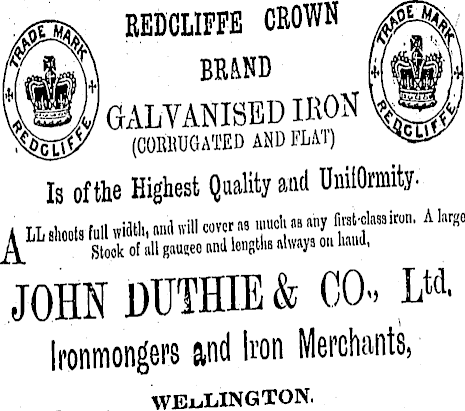 REDCLIFFE CROWN
BRAND
GALVANISED IRON
(CORRUGATED AND FLAT)
TRADE MARK
REDCLIFFE
TRADE MARK
REDCLIFFE
Is of the Highest Quality and Uniformity.
ALL sheets full width, and will cover as much as any first-class iron. A large
Stock of all gauges and lengths always on hand,
JOHN DUTHIE & CO., Ltd.
Ironmongers and Iron Merchants,
WELLINGTON.